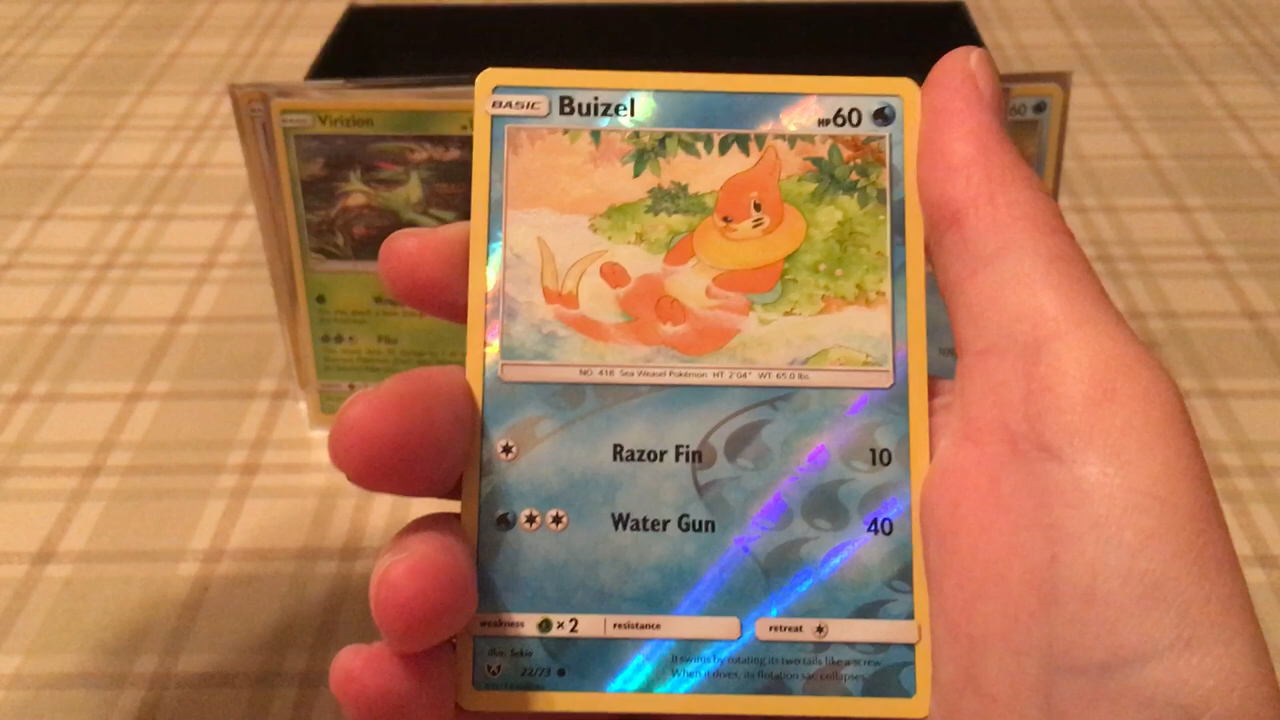 BASIC Buizel HP 60
NO. 418 Sea Weasel Pokémon HT: 2'04" WT: 65.0 lbs.
Razor Fin 10
Water Gun 40
weakness ×2 resistance retreat
Illus. Sekio
22/73
It swims by rotating its two tails like a screw.
When it dives, its flotation sac collapses.
Virizion
60